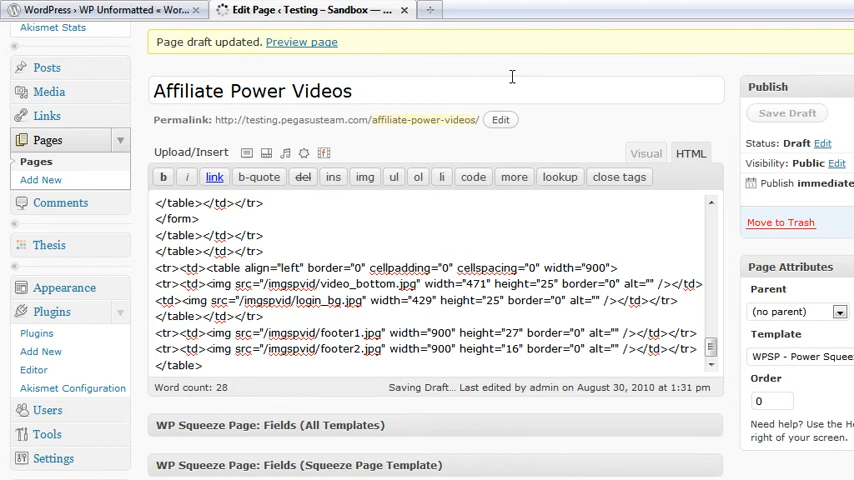 WordPress › WP Unformatted « Wor... ×
Edit Page ‹ Testing – Sandbox — ... ×
Akismet Stats
Posts
Media
Links
Pages
Pages
Add New
Comments
Thesis
Appearance
Plugins
Plugins
Add New
Editor
Akismet Configuration
Users
Tools
Settings
Page draft updated. Preview page
Affiliate Power Videos
Permalink: http://testing.pegasusteam.com/affiliate-power-videos/ Edit
Upload/Insert
Visual HTML
b i link b-quote del ins img ul ol li code more lookup close tags
</table></td></tr>
</form>
</table></td></tr>
</table></td></tr>
<tr><td><table align="left" border="0" cellpadding="0" cellspacing="0" width="900">
<tr><td><img src="/imgspvid/video_bottom.jpg" width="471" height="25" border="0" alt="" /></td>
<td><img src="/imgspvid/login_bg.jpg" width="429" height="25" border="0" alt="" /></td></tr>
</table></td></tr>
<tr><td><img src="/imgspvid/footer1.jpg" width="900" height="27" border="0" alt="" /></td></tr>
<tr><td><img src="/imgspvid/footer2.jpg" width="900" height="16" border="0" alt="" /></td></tr>
</table>
Word count: 28
Saving Draft... Last edited by admin on August 30, 2010 at 1:31 pm
WP Squeeze Page: Fields (All Templates)
WP Squeeze Page: Fields (Squeeze Page Template)
Publish
Save Draft
Status: Draft Edit
Visibility: Public Edit
Publish immediate
Move to Trash
Page Attributes
Parent
(no parent)
Template
WPSP - Power Squee
Order
0
Need help? Use the He
right of your screen.